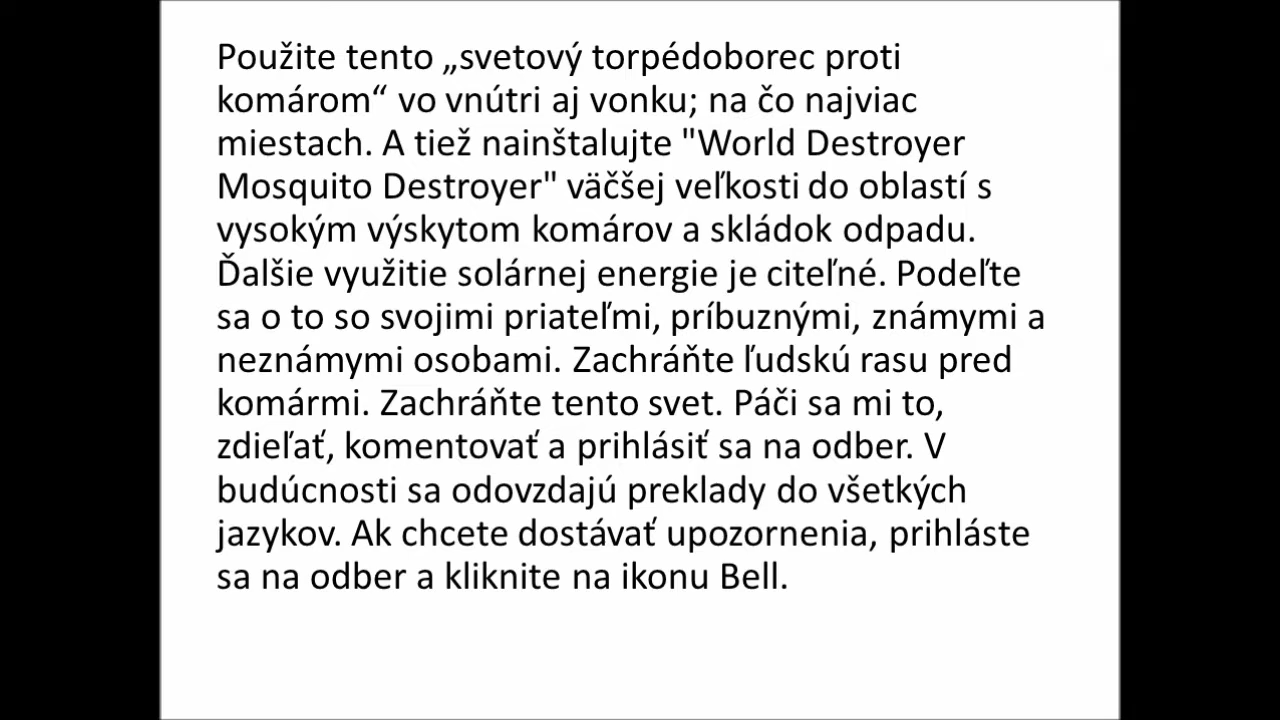 Použite tento „svetový torpédoborec proti
komárom“ vo vnútri aj vonku; na čo najviac
miestach. A tiež nainštalujte "World Destroyer
Mosquito Destroyer" väčšej veľkosti do oblastí s
vysokým výskytom komárov a skládok odpadu.
Ďalšie využitie solárnej energie je citeľné. Podeľte
sa o to so svojimi priateľmi, príbuznými, známymi a
neznámymi osobami. Zachráňte ľudskú rasu pred
komármi. Zachráňte tento svet. Páči sa mi to,
zdieľať, komentovať a prihlásiť sa na odber. V
budúcnosti sa odovzdajú preklady do všetkých
jazykov. Ak chcete dostávať upozornenia, prihláste
sa na odber a kliknite na ikonu Bell.